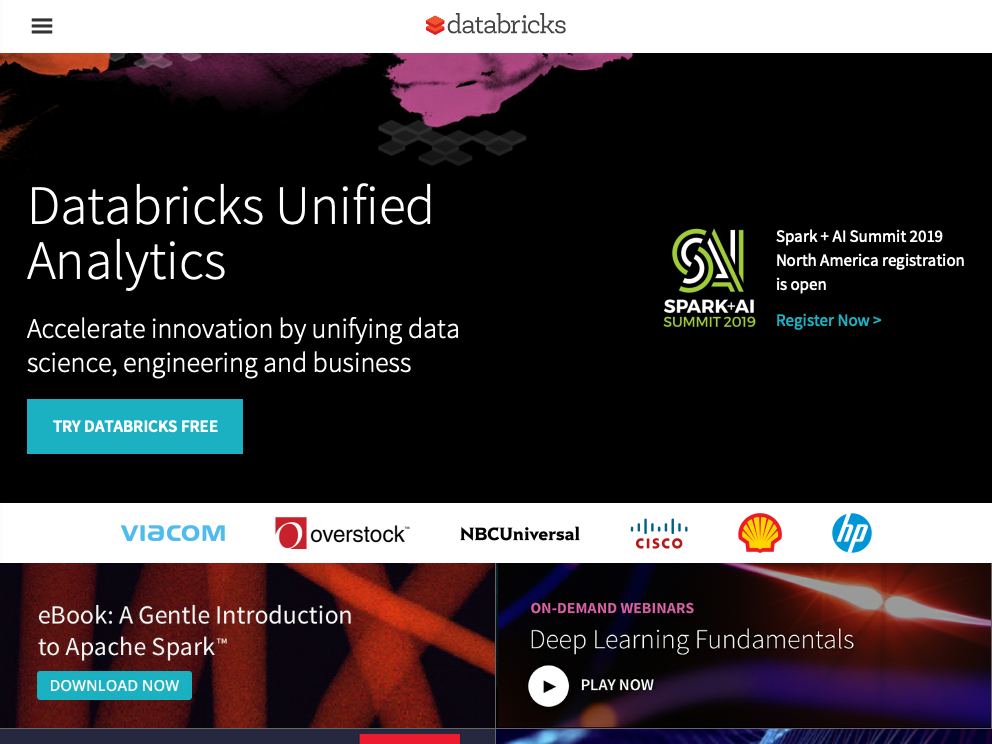 databricks
Databricks Unified
Analytics
Accelerate innovation by unifying data
science, engineering and business
TRY DATABRICKS FREE
SPARK+AI
SUMMIT 2019
Spark + AI Summit 2019
North America registration
is open
Register Now >
VIACOM
overstock™
NBCUniversal
CISCO
hp
eBook: A Gentle Introduction
to Apache Spark™
DOWNLOAD NOW
ON-DEMAND WEBINARS
Deep Learning Fundamentals
PLAY NOW